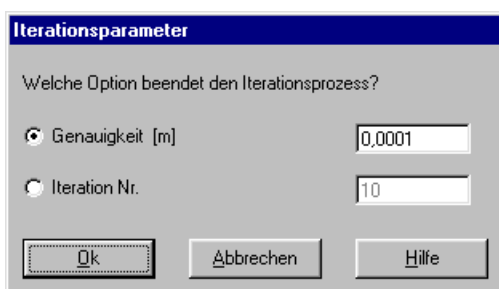 Iterationsparameter
Welche Option beendet den Iterationsprozess?
Genauigkeit [m] 0,0001
Iteration Nr. 10
Ok Abbrechen Hilfe